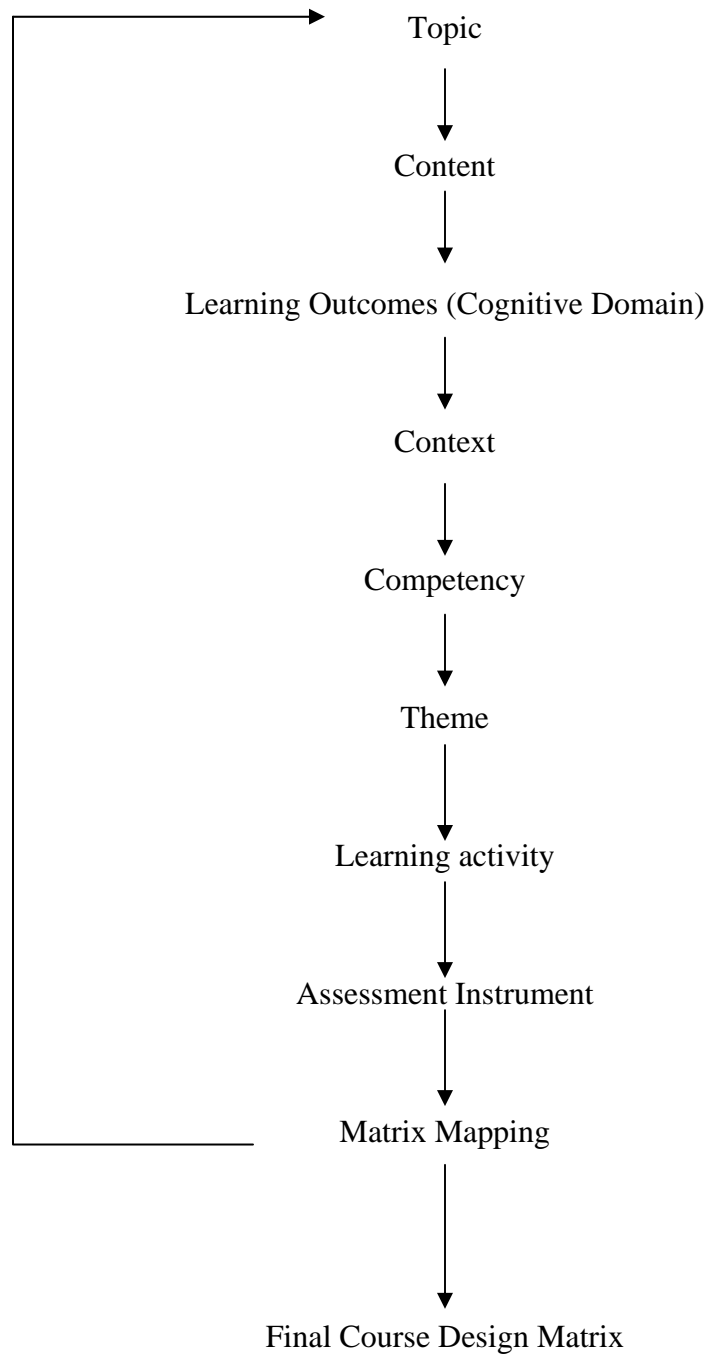 Topic
Content
Learning Outcomes (Cognitive Domain)
Context
Competency
Theme
Learning activity
Assessment Instrument
Matrix Mapping
Final Course Design Matrix